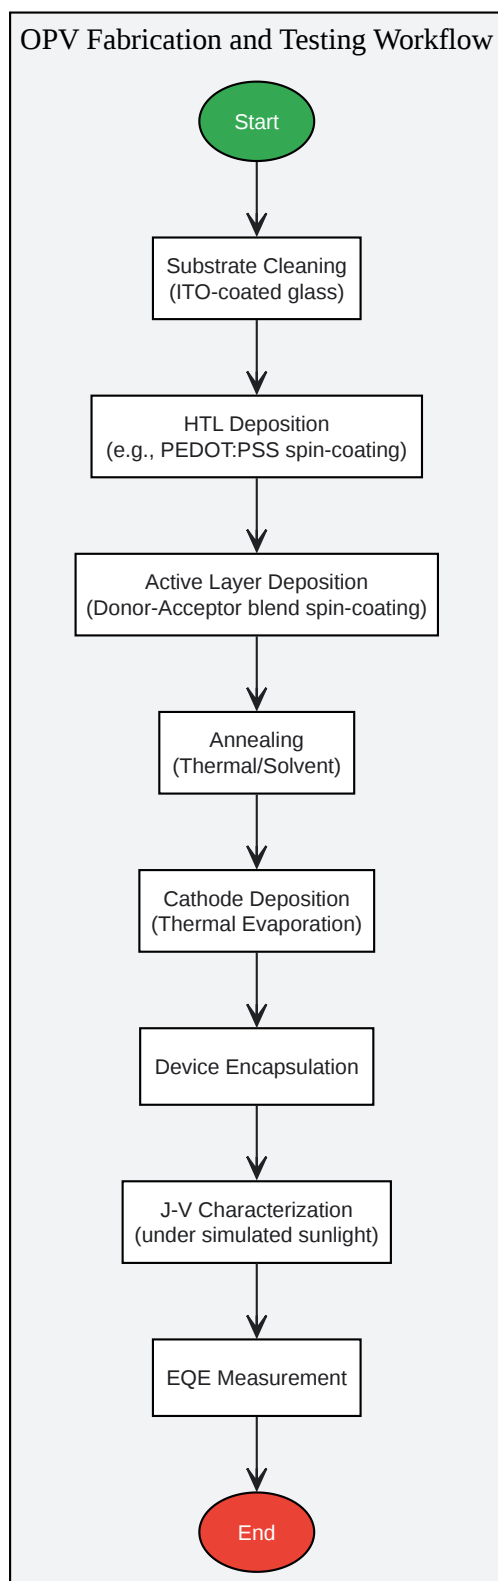 OPV Fabrication and Testing Workflow
Start
Substrate Cleaning
(ITO-coated glass)
HTL Deposition
(e.g., PEDOT:PSS spin-coating)
Active Layer Deposition
(Donor-Acceptor blend spin-coating)
Annealing
(Thermal/Solvent)
Cathode Deposition
(Thermal Evaporation)
Device Encapsulation
J-V Characterization
(under simulated sunlight)
EQE Measurement
End